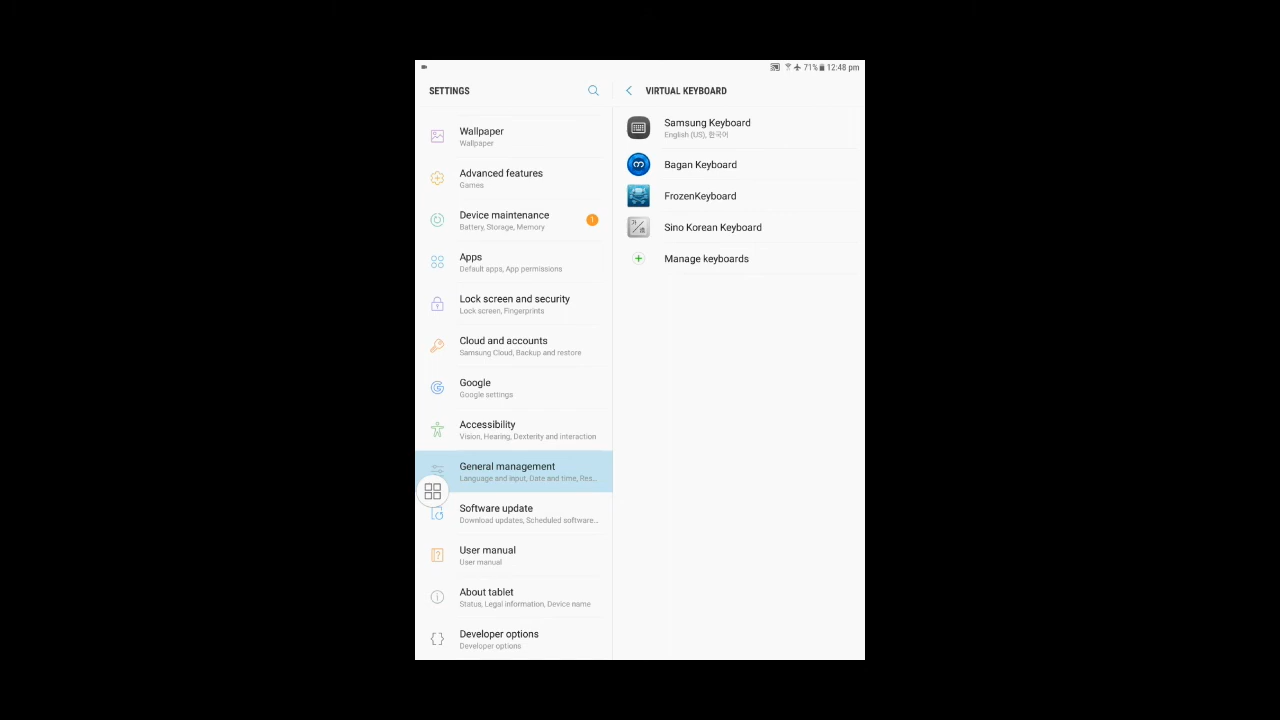 71% 12:48 pm
SETTINGS
Wallpaper
Wallpaper
Advanced features
Games
Device maintenance
Battery, Storage, Memory
1
Apps
Default apps, App permissions
Lock screen and security
Lock screen, Fingerprints
Cloud and accounts
Samsung Cloud, Backup and restore
Google
Google settings
Accessibility
Vision, Hearing, Dexterity and interaction
General management
Language and input, Date and time, Res...
Software update
Download updates, Scheduled software...
User manual
User manual
About tablet
Status, Legal information, Device name
Developer options
Developer options
VIRTUAL KEYBOARD
Samsung Keyboard
English (US), 한국어
Bagan Keyboard
FrozenKeyboard
Sino Korean Keyboard
Manage keyboards